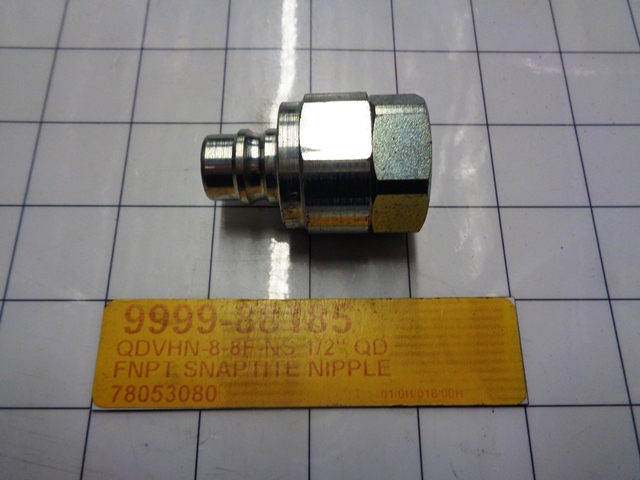 9999-88185
QDVHN-8-8F-NS 1/2" QD
FNPT SNAPTITE NIPPLE
78053080